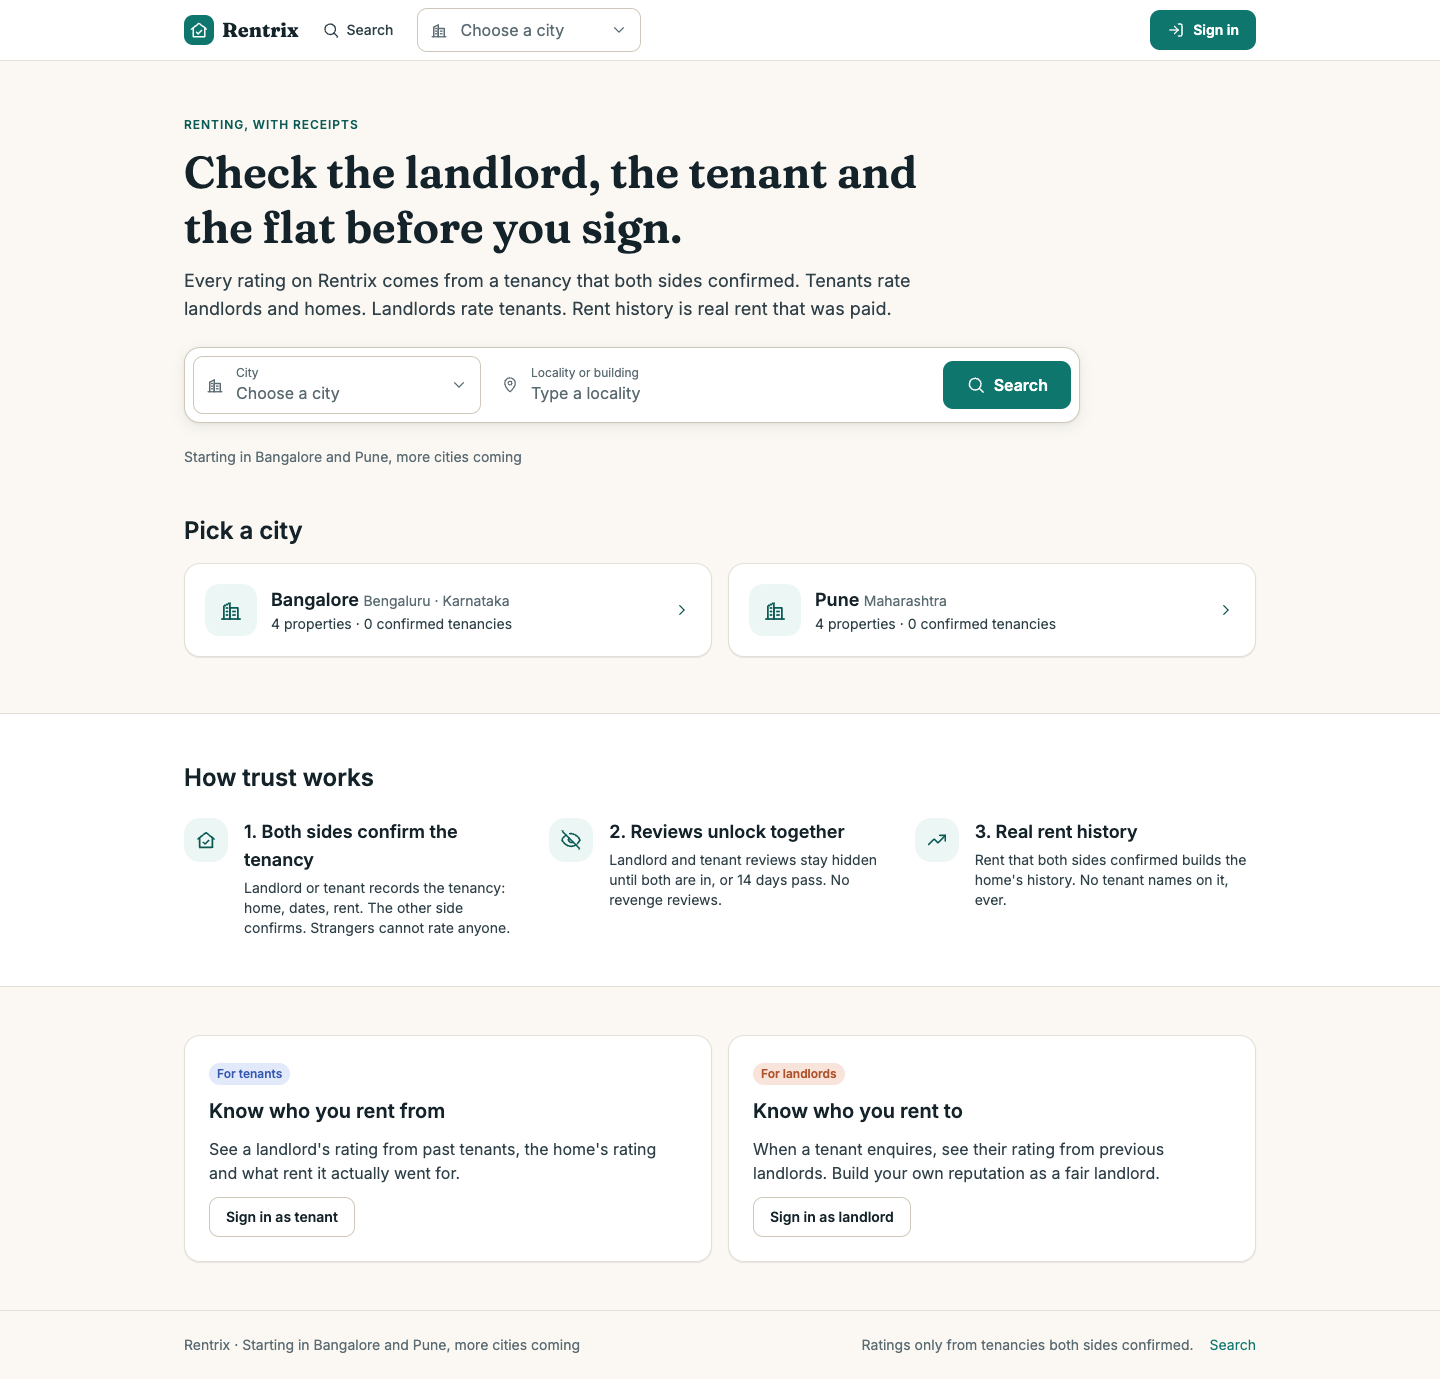 Rentrix
Search
Choose a city
Sign in
RENTING, WITH RECEIPTS
Check the landlord, the tenant and
the flat before you sign.
Every rating on Rentrix comes from a tenancy that both sides confirmed. Tenants rate
landlords and homes. Landlords rate tenants. Rent history is real rent that was paid.
City
Choose a city
Locality or building
Type a locality
Search
Starting in Bangalore and Pune, more cities coming
Pick a city
Bangalore Bengaluru · Karnataka
4 properties · 0 confirmed tenancies
Pune Maharashtra
4 properties · 0 confirmed tenancies
How trust works
1. Both sides confirm the
tenancy
Landlord or tenant records the tenancy:
home, dates, rent. The other side
confirms. Strangers cannot rate anyone.
2. Reviews unlock together
Landlord and tenant reviews stay hidden
until both are in, or 14 days pass. No
revenge reviews.
3. Real rent history
Rent that both sides confirmed builds the
home's history. No tenant names on it,
ever.
For tenants
Know who you rent from
See a landlord's rating from past tenants, the home's rating
and what rent it actually went for.
Sign in as tenant
For landlords
Know who you rent to
When a tenant enquires, see their rating from previous
landlords. Build your own reputation as a fair landlord.
Sign in as landlord
Rentrix · Starting in Bangalore and Pune, more cities coming
Ratings only from tenancies both sides confirmed. Search